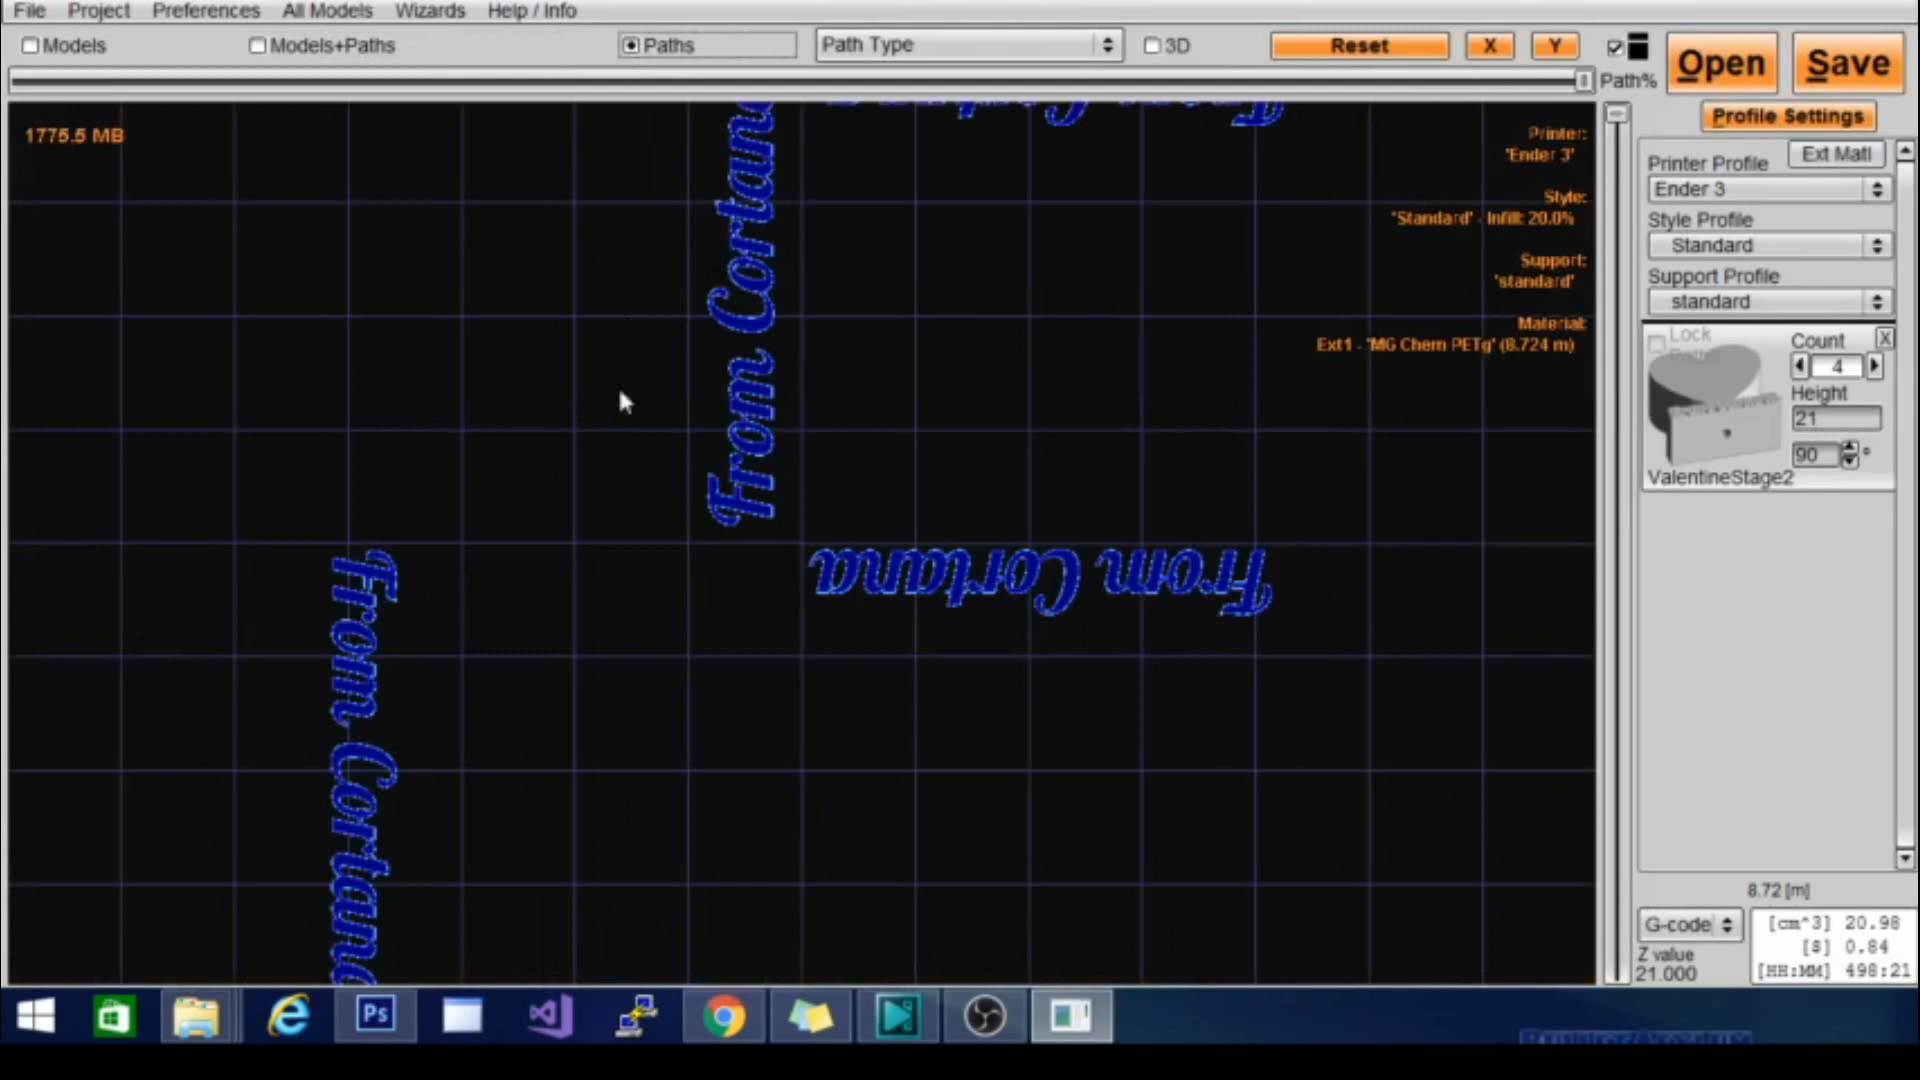 File Project Preferences All Models Wizards Help / Info
Models Models+Paths Paths Path Type 3D Reset X Y Open Save
Path%
1775.5 MB
From Cortana
From Cortana
From Cortana
Printer:
'Ender 3'
Style:
'Standard' - Infill: 20.0%
Support:
'standard'
Material:
Ext1 - 'MG Chem PETg' (8.724 m)
Profile Settings
Printer Profile Ext Matl
Ender 3
Style Profile
Standard
Support Profile
standard
Lock
Count X
4
Height
21
90 °
ValentineStage2
8.72 [m]
G-code
Z value
21.000
[cm^3] 20.98
[$] 0.84
[HH:MM] 498:21
Ps